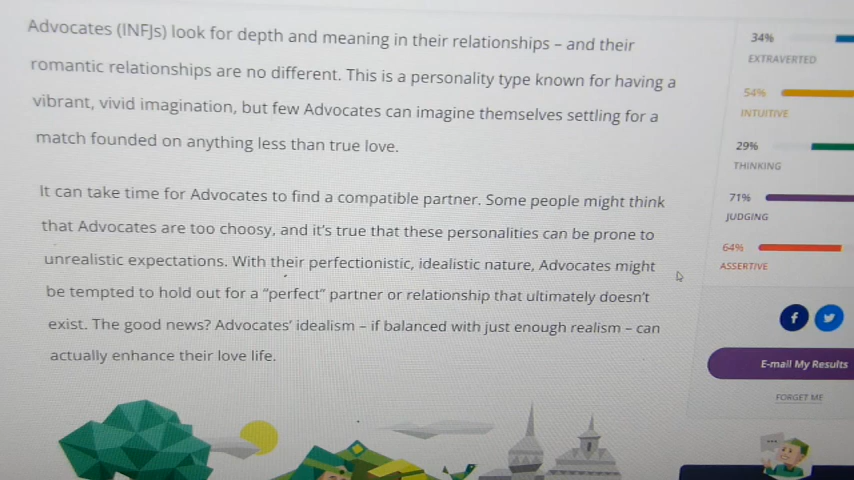 Advocates (INFJs) look for depth and meaning in their relationships – and their
romantic relationships are no different. This is a personality type known for having a
vibrant, vivid imagination, but few Advocates can imagine themselves settling for a
match founded on anything less than true love.
It can take time for Advocates to find a compatible partner. Some people might think
that Advocates are too choosy, and it's true that these personalities can be prone to
unrealistic expectations. With their perfectionistic, idealistic nature, Advocates might
be tempted to hold out for a “perfect” partner or relationship that ultimately doesn't
exist. The good news? Advocates' idealism – if balanced with just enough realism – can
actually enhance their love life.
34%
EXTRAVERTED
54%
INTUITIVE
29%
THINKING
71%
JUDGING
64%
ASSERTIVE
E-mail My Results
FORGET ME